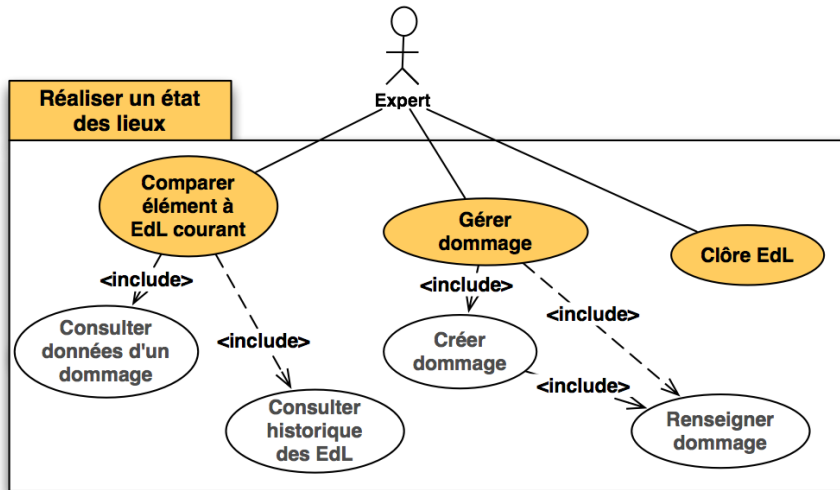 Expert
Réaliser un état
des lieux
Comparer
élément à
EdL courant
Gérer
dommage
Clôre EdL
<include>
<include>
<include>
<include>
<include>
Consulter
données d'un
dommage
Créer
dommage
Consulter
historique
des EdL
Renseigner
dommage